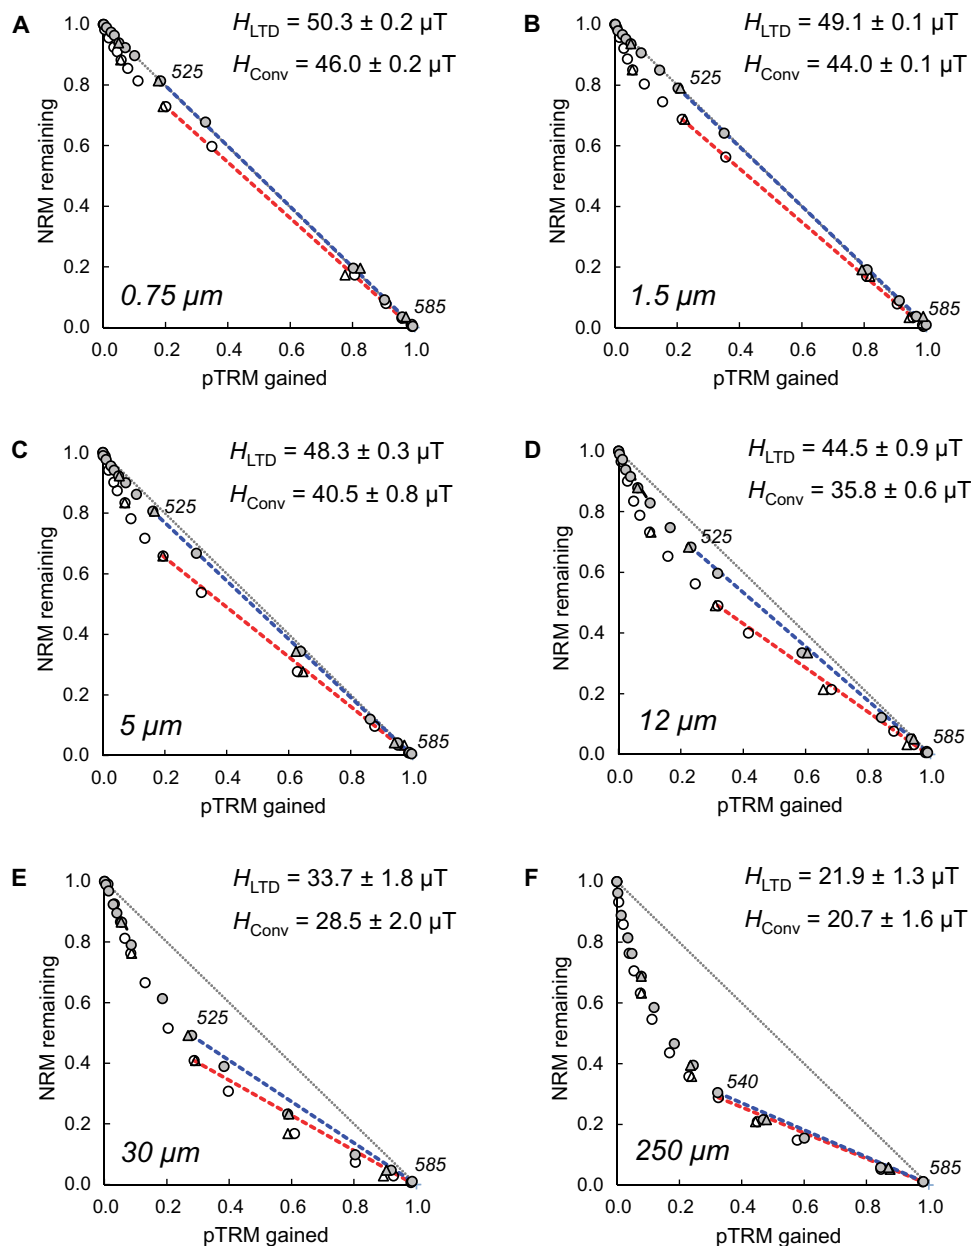 A
H_LTD = 50.3 ± 0.2 µT
H_Conv = 46.0 ± 0.2 µT
1.0
0.8
0.6
0.4
0.2
0.0
NRM remaining
525
585
0.75 µm
0.0 0.2 0.4 0.6 0.8 1.0
pTRM gained
B
H_LTD = 49.1 ± 0.1 µT
H_Conv = 44.0 ± 0.1 µT
1.0
0.8
0.6
0.4
0.2
0.0
NRM remaining
525
585
1.5 µm
0.0 0.2 0.4 0.6 0.8 1.0
pTRM gained
C
H_LTD = 48.3 ± 0.3 µT
H_Conv = 40.5 ± 0.8 µT
1.0
0.8
0.6
0.4
0.2
0.0
NRM remaining
525
585
5 µm
0.0 0.2 0.4 0.6 0.8 1.0
pTRM gained
D
H_LTD = 44.5 ± 0.9 µT
H_Conv = 35.8 ± 0.6 µT
1.0
0.8
0.6
0.4
0.2
0.0
NRM remaining
525
585
12 µm
0.0 0.2 0.4 0.6 0.8 1.0
pTRM gained
E
H_LTD = 33.7 ± 1.8 µT
H_Conv = 28.5 ± 2.0 µT
1.0
0.8
0.6
0.4
0.2
0.0
NRM remaining
525
585
30 µm
0.0 0.2 0.4 0.6 0.8 1.0
pTRM gained
F
H_LTD = 21.9 ± 1.3 µT
H_Conv = 20.7 ± 1.6 µT
1.0
0.8
0.6
0.4
0.2
0.0
NRM remaining
540
585
250 µm
0.0 0.2 0.4 0.6 0.8 1.0
pTRM gained